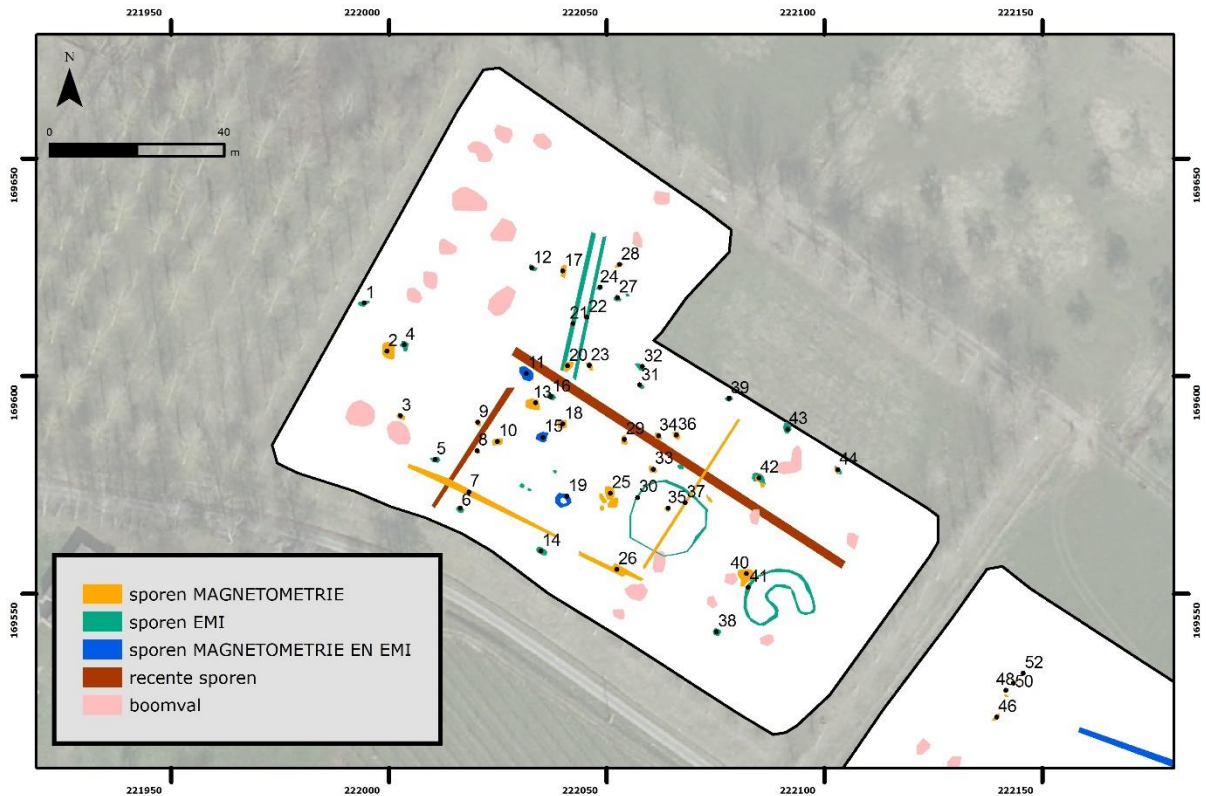 221950 222000 222050 222100 222150
N
0 40
m
169650 169650
28
12 17
24
27
1
21 22
2 4
20 23 32
11
31
169600 169600
16 39
3 13
9 18 43
15 34 36
8 10 29
5 44
33 42
7 25
19 30 37
6 35
14
26 40
41
169550 169550
38
sporen MAGNETOMETRIE
sporen EMI
sporen MAGNETOMETRIE EN EMI
recente sporen
boomval
52
48 50
46
221950 222000 222050 222100 222150